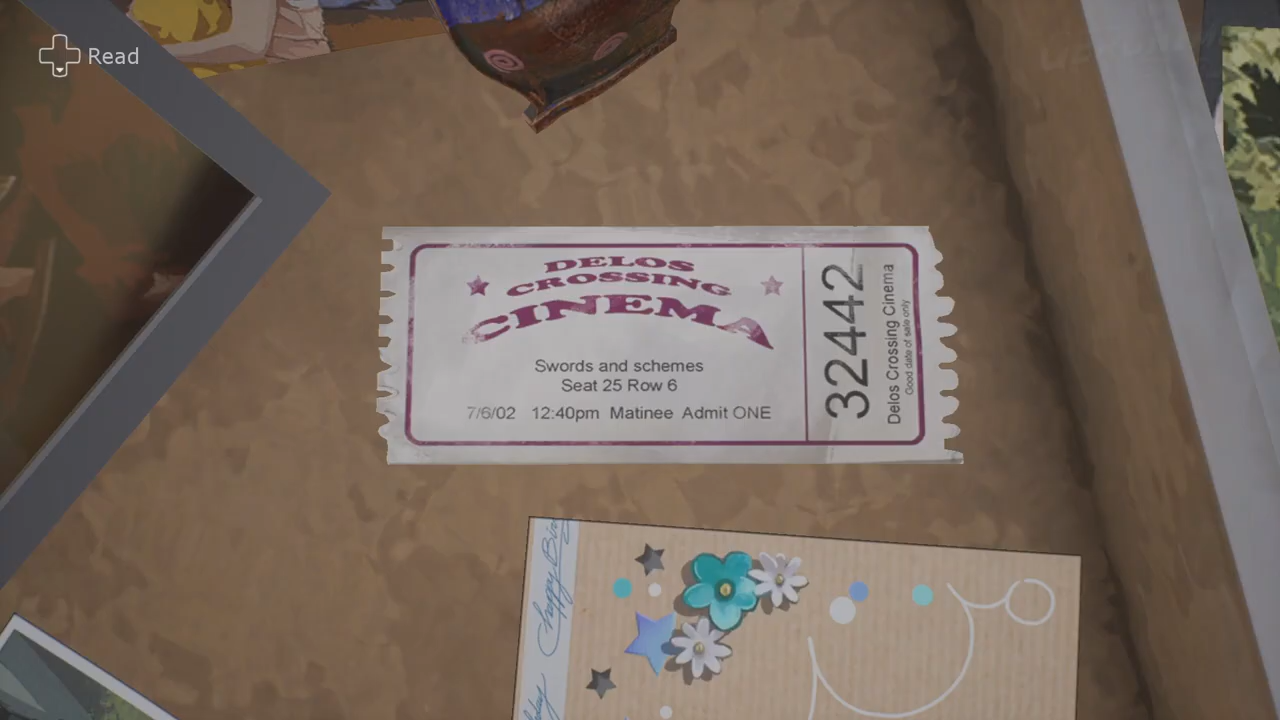 Read
DELOS
CROSSING
CINEMA
Swords and schemes
Seat 25 Row 6
7/6/02 12:40pm Matinee Admit ONE
32442
Delos Crossing Cinema
Good date of sale only
happy